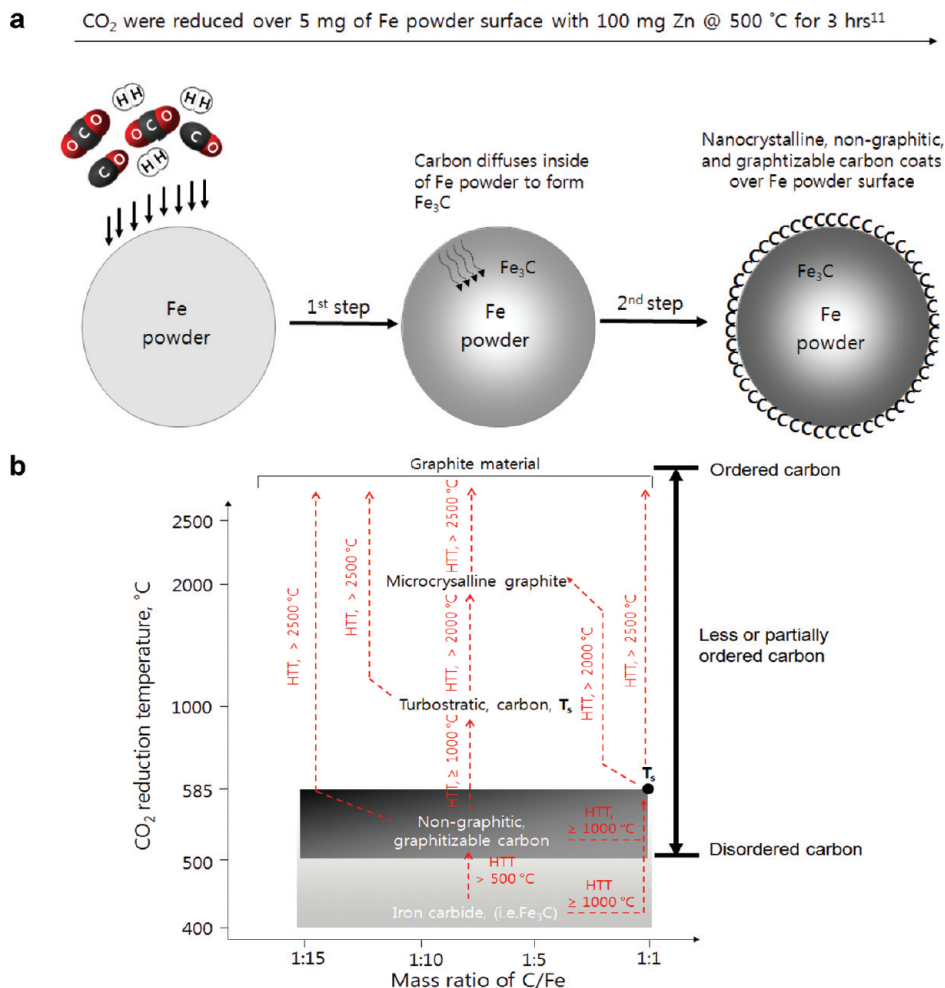 a
CO2 were reduced over 5 mg of Fe powder surface with 100 mg Zn @ 500 ℃ for 3 hrs11
H H
H H
O C O
O C O
C O
H H
C O
Fe
powder
1st step
Carbon diffuses inside
of Fe powder to form
Fe3C
Fe3C
Fe
powder
2nd step
Nanocrystalline, non-graphitic,
and graphtizable carbon coats
over Fe powder surface
Fe3C
Fe
powder
b
Graphite material
Ordered carbon
Less or partially
ordered carbon
Disordered carbon
CO2 reduction temperature, ℃
2500
2000
1000
585
500
400
HTT, > 2500 ℃
HTT, > 2500 ℃
HTT, > 2500 ℃
Microcrysalline graphite
HTT, > 2000 ℃
HTT, > 2000 ℃
HTT, > 2500 ℃
Turbostratic, carbon, Ts
HTT, ≥ 1000 ℃
Ts
Non-graphitic,
graphitizable carbon
HTT,
≥ 1000 ℃
HTT
> 500 ℃
HTT
≥ 1000 ℃
Iron carbide, (i.e.Fe3C)
1:15
1:10
1:5
1:1
Mass ratio of C/Fe